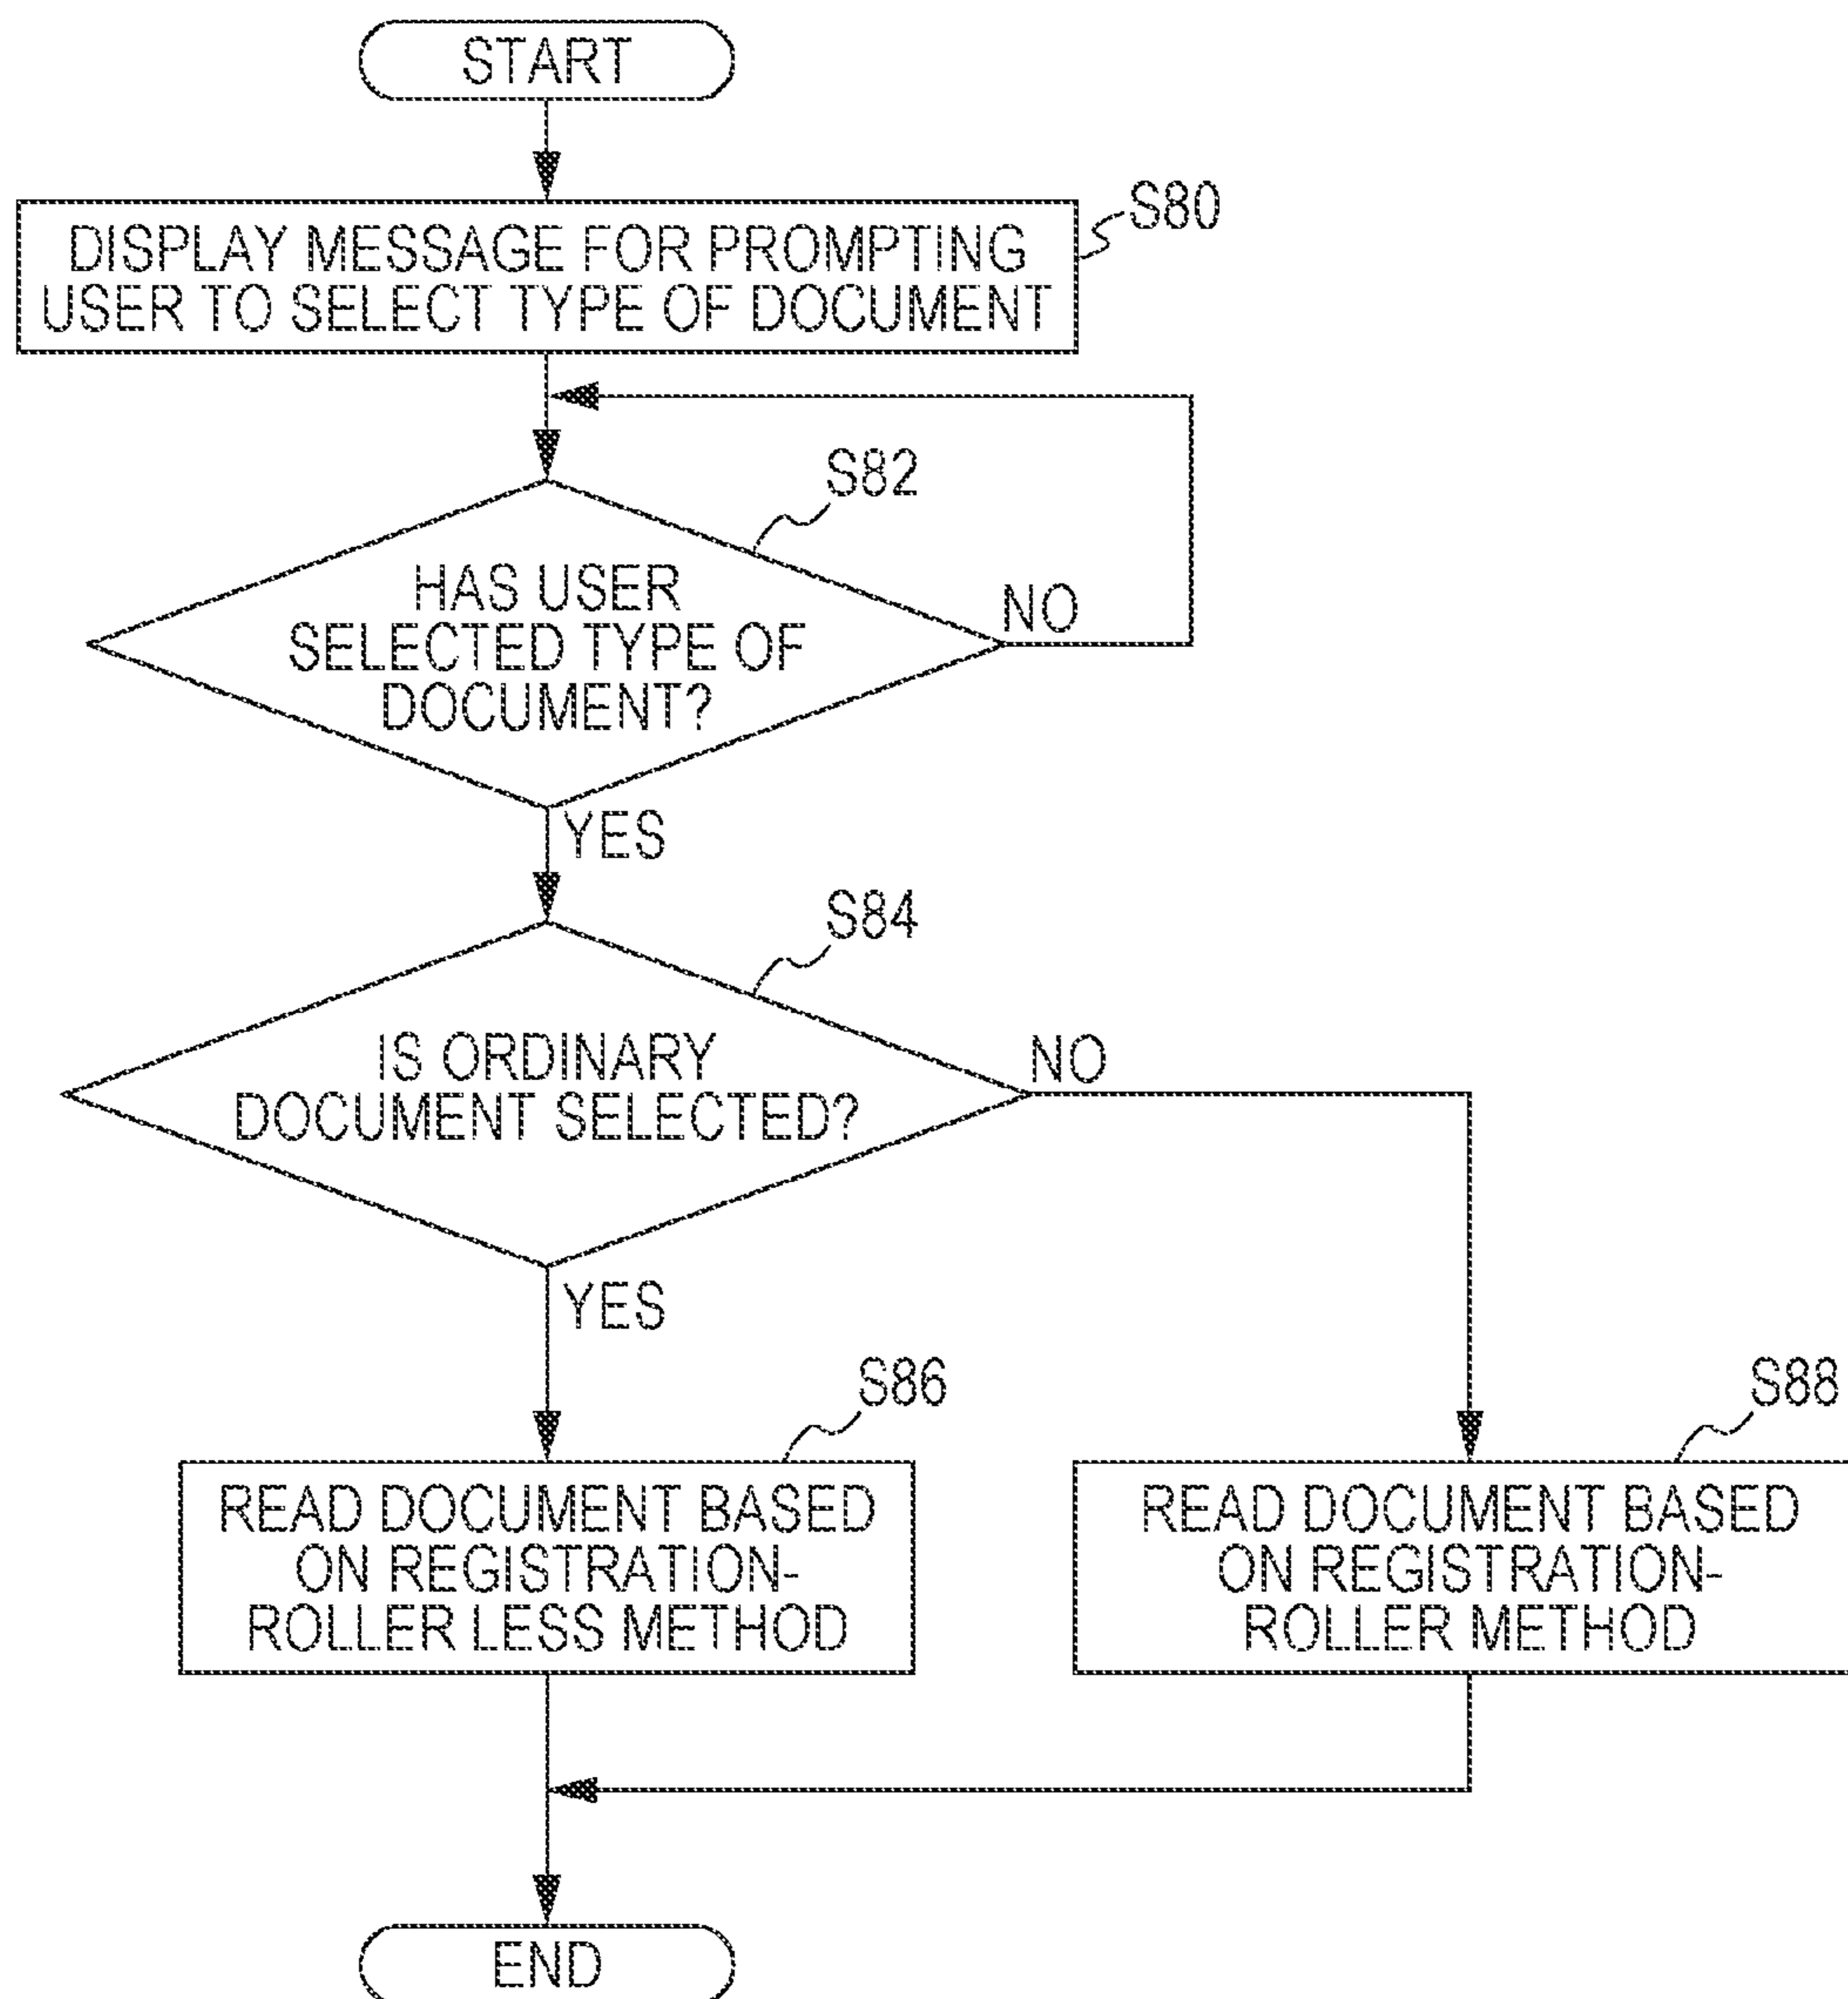 START
S80
DISPLAY MESSAGE FOR PROMPTING
USER TO SELECT TYPE OF DOCUMENT
S82
HAS USER
SELECTED TYPE OF
DOCUMENT?
NO
YES
S84
IS ORDINARY
DOCUMENT SELECTED?
NO
YES
S86
READ DOCUMENT BASED
ON REGISTRATION-
ROLLER LESS METHOD
S88
READ DOCUMENT BASED
ON REGISTRATION-
ROLLER METHOD
END